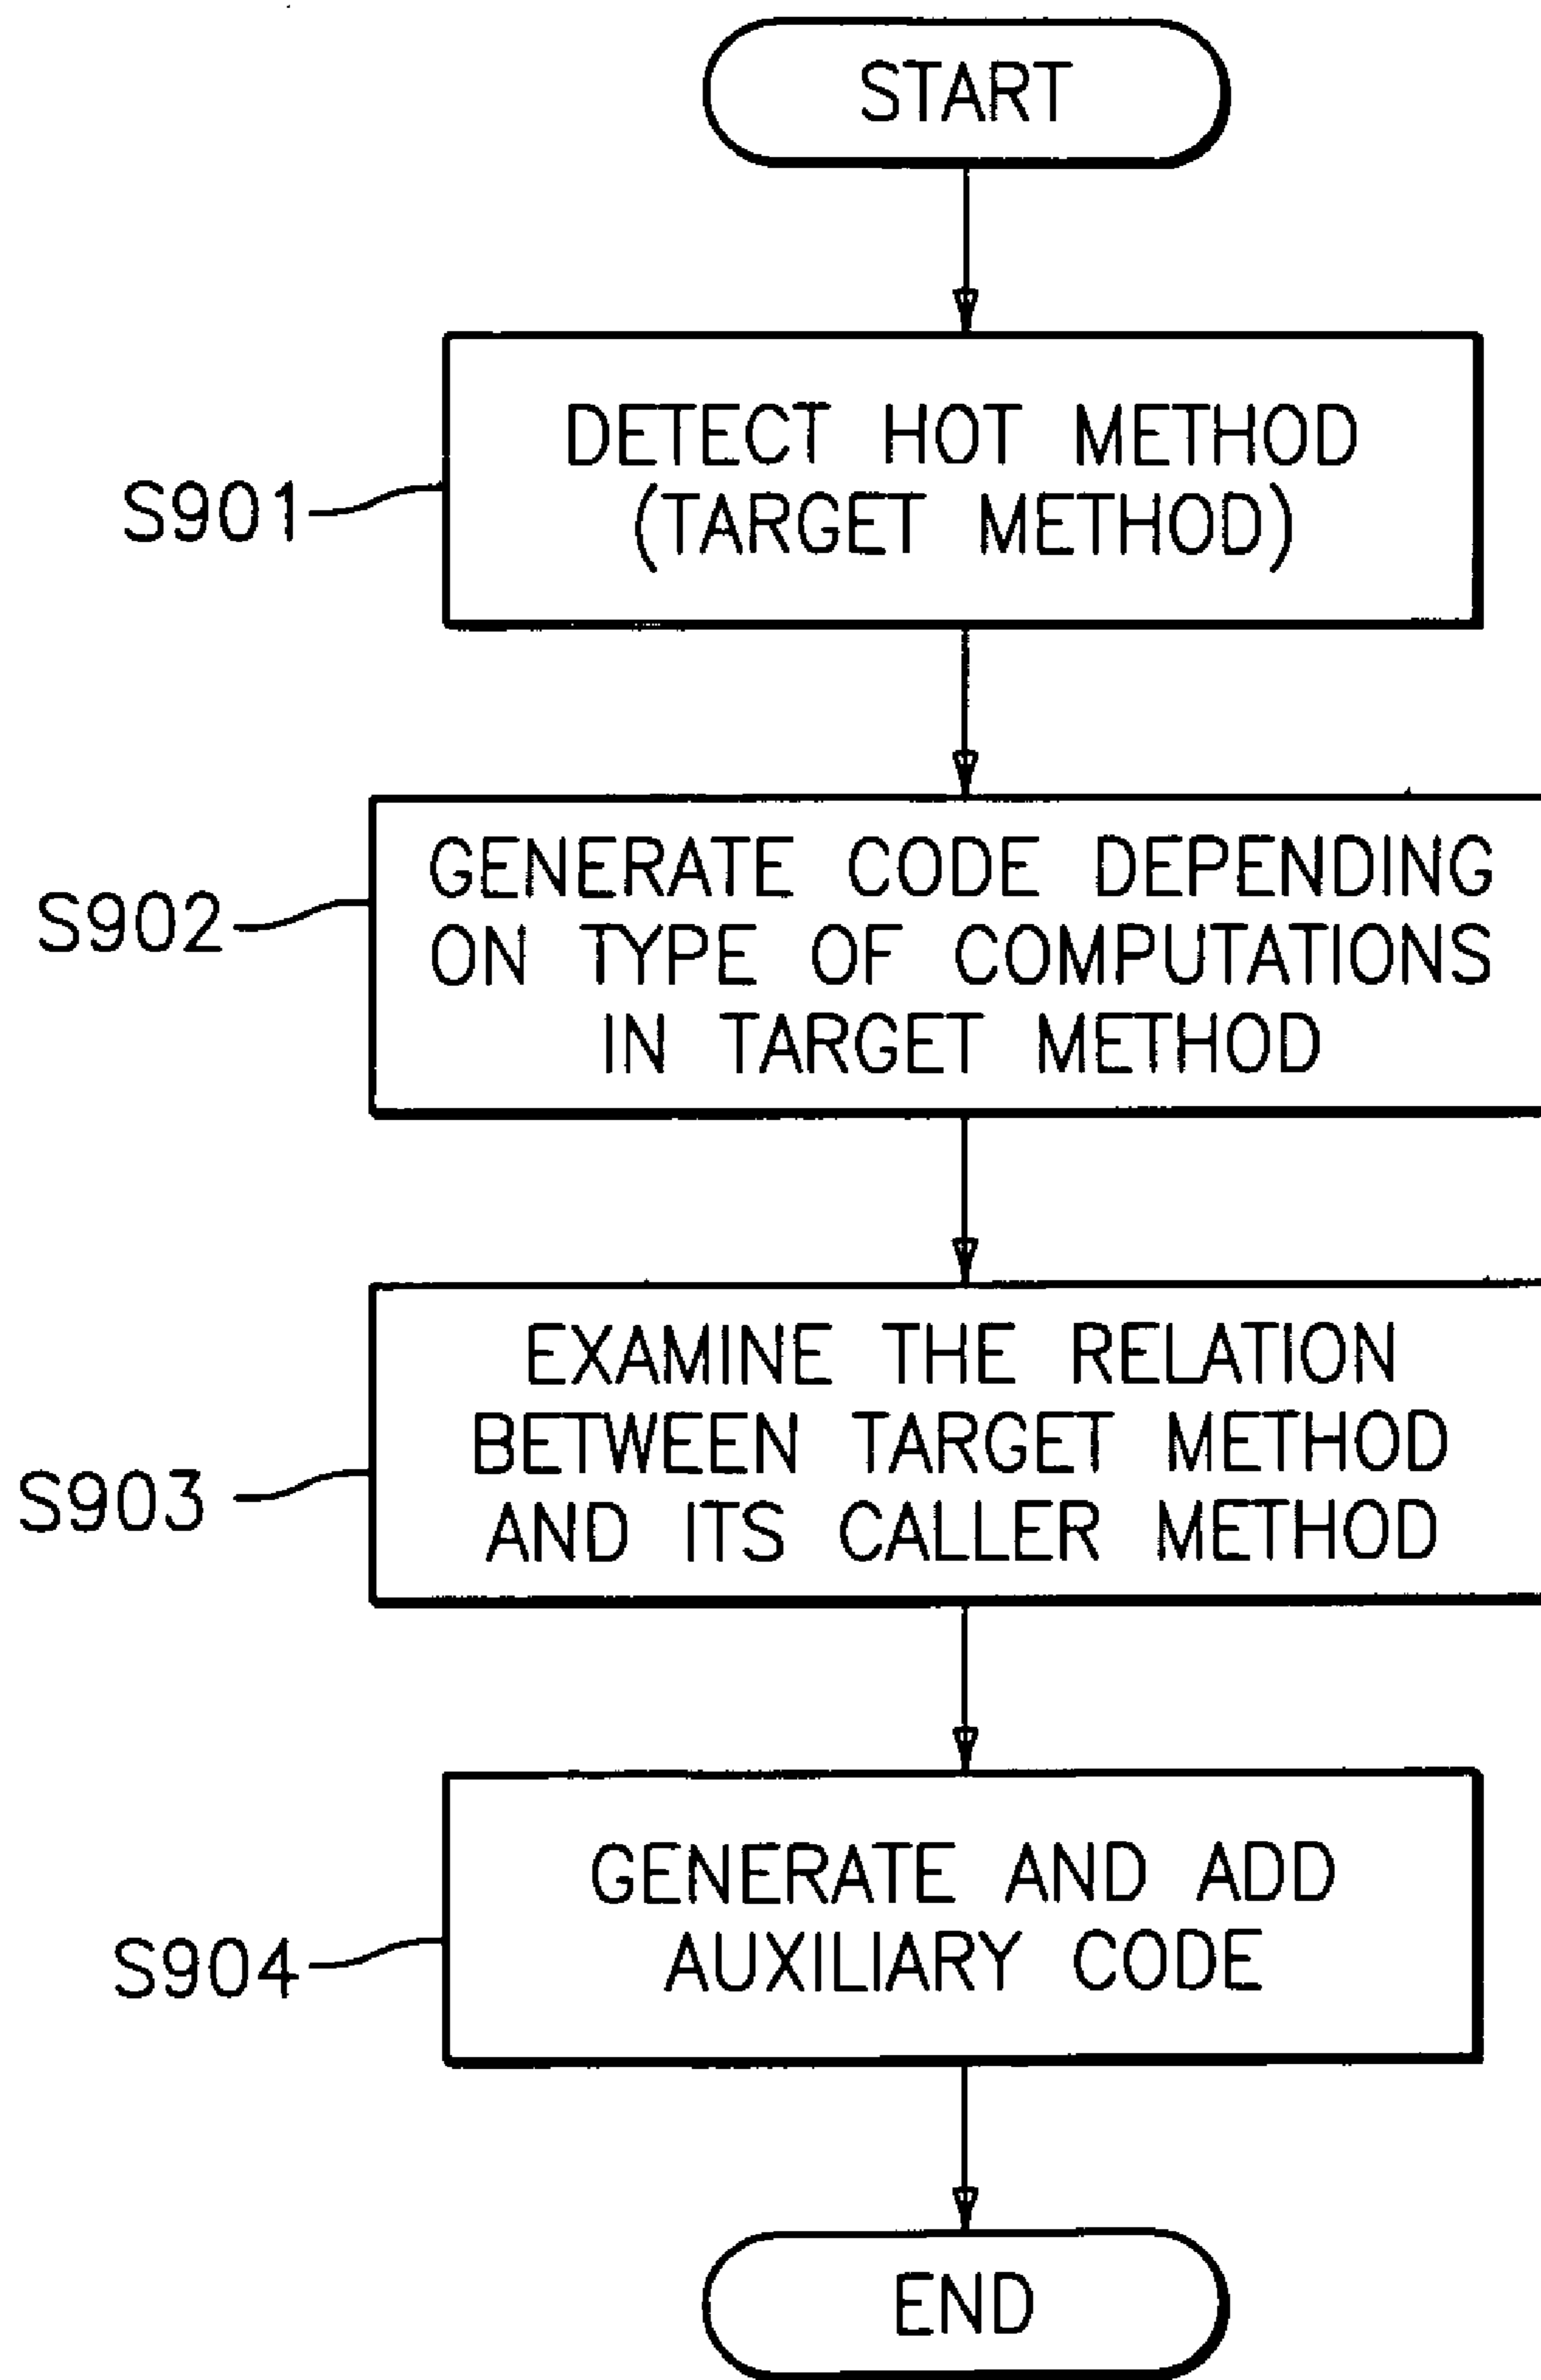 START
DETECT HOT METHOD
(TARGET METHOD)
S901
GENERATE CODE DEPENDING
ON TYPE OF COMPUTATIONS
IN TARGET METHOD
S902
EXAMINE THE RELATION
BETWEEN TARGET METHOD
AND ITS CALLER METHOD
S903
GENERATE AND ADD
AUXILIARY CODE
S904
END